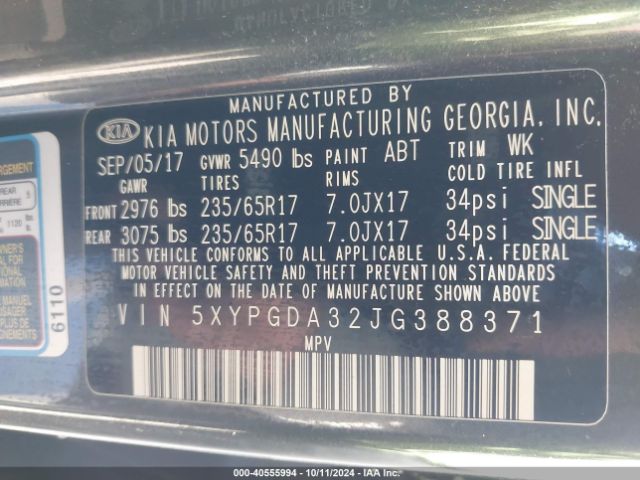 MANUFACTURED BY
KIA KIA MOTORS MANUFACTURING GEORGIA, INC.
SEP/05/17 GVWR 5490 lbs PAINT ABT TRIM WK
GAWR TIRES RIMS COLD TIRE INFL
FRONT 2976 lbs 235/65R17 7.0JX17 34psi SINGLE
REAR 3075 lbs 235/65R17 7.0JX17 34psi SINGLE
THIS VEHICLE CONFORMS TO ALL APPLICABLE U.S.A. FEDERAL
MOTOR VEHICLE SAFETY AND THEFT PREVENTION STANDARDS
IN EFFECT ON THE DATE OF MANUFACTURE SHOWN ABOVE
VIN 5XYPGDA32JG388371
MPV
REAR
1120
6110
000-40555994 - 10/11/2024 - IAA Inc.